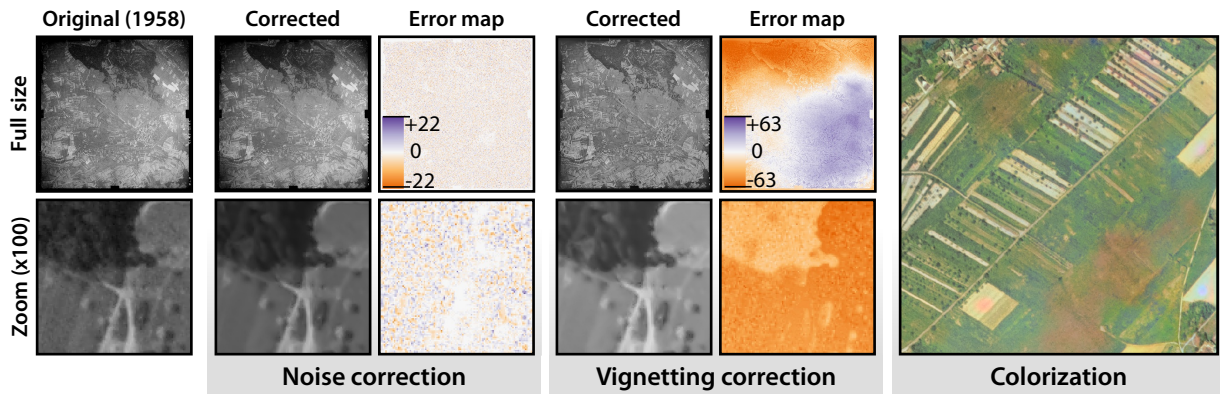 Original (1958) Corrected Error map Corrected Error map
Full size
+22
0
-22
+63
0
-63
Zoom (x100)
Noise correction Vignetting correction Colorization